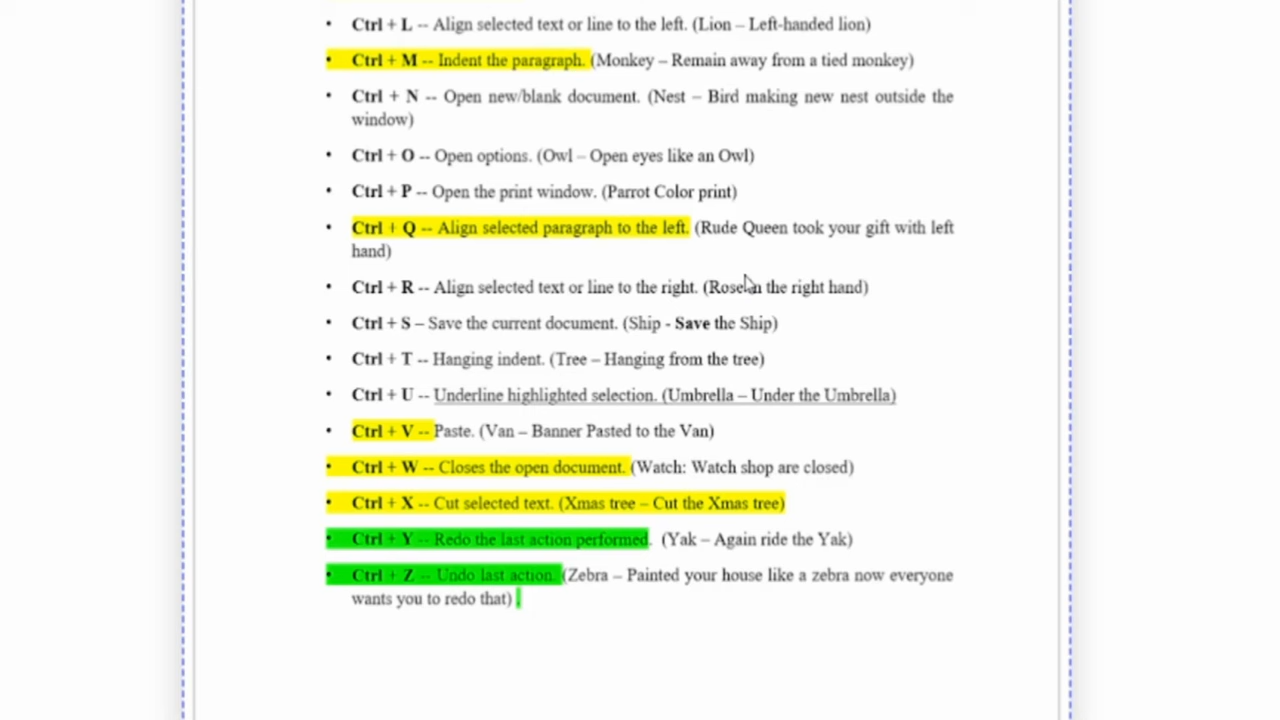 • Ctrl + L -- Align selected text or line to the left. (Lion – Left-handed lion)
• Ctrl + M -- Indent the paragraph. (Monkey – Remain away from a tied monkey)
• Ctrl + N -- Open new/blank document. (Nest – Bird making new nest outside the
window)
• Ctrl + O -- Open options. (Owl – Open eyes like an Owl)
• Ctrl + P -- Open the print window. (Parrot Color print)
• Ctrl + Q -- Align selected paragraph to the left. (Rude Queen took your gift with left
hand)
• Ctrl + R -- Align selected text or line to the right. (Rose in the right hand)
• Ctrl + S – Save the current document. (Ship - Save the Ship)
• Ctrl + T -- Hanging indent. (Tree – Hanging from the tree)
• Ctrl + U -- Underline highlighted selection. (Umbrella – Under the Umbrella)
• Ctrl + V -- Paste. (Van – Banner Pasted to the Van)
• Ctrl + W -- Closes the open document. (Watch: Watch shop are closed)
• Ctrl + X -- Cut selected text. (Xmas tree – Cut the Xmas tree)
• Ctrl + Y -- Redo the last action performed. (Yak – Again ride the Yak)
• Ctrl + Z -- Undo last action. (Zebra – Painted your house like a zebra now everyone
wants you to redo that)